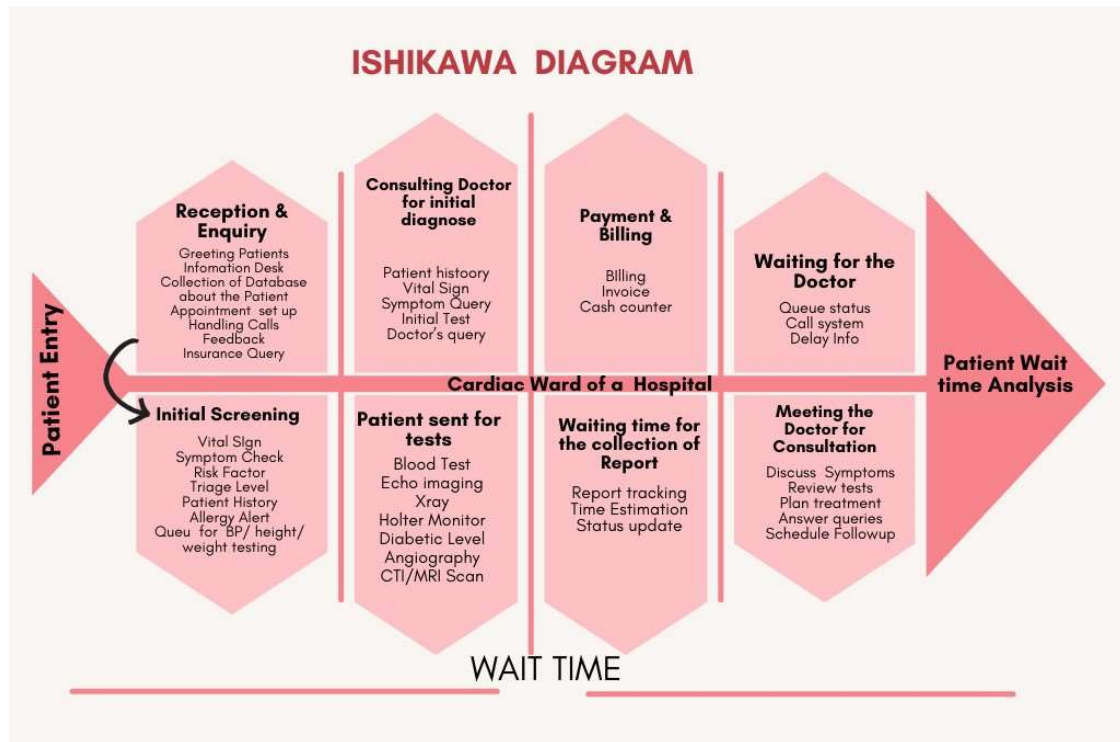 ISHIKAWA DIAGRAM
Patient Entry
Reception &
Enquiry
Greeting Patients
Infomation Desk
Collection of Database
about the Patient
Appointment set up
Handling Calls
Feedback
Insurance Query
Consulting Doctor
for initial
diagnose
Patient histoory
Vital Sign
Symptom Query
Initial Test
Doctor's query
Payment &
Billing
BIlling
Invoice
Cash counter
Waiting for the
Doctor
Queue status
Call system
Delay Info
Cardiac Ward of a Hospital
Patient Wait
time Analysis
Initial Screening
Vital SIgn
Symptom Check
Risk Factor
Triage Level
Patient History
Allergy Alert
Queu for BP/ height/
weight testing
Patient sent for
tests
Blood Test
Echo imaging
Xray
Holter Monitor
Diabetic Level
Angiography
CTI/MRI Scan
Waiting time for
the collection of
Report
Report tracking
Time Estimation
Status update
Meeting the
Doctor for
Consultation
Discuss Symptoms
Review tests
Plan treatment
Answer queries
Schedule Followup
WAIT TIME